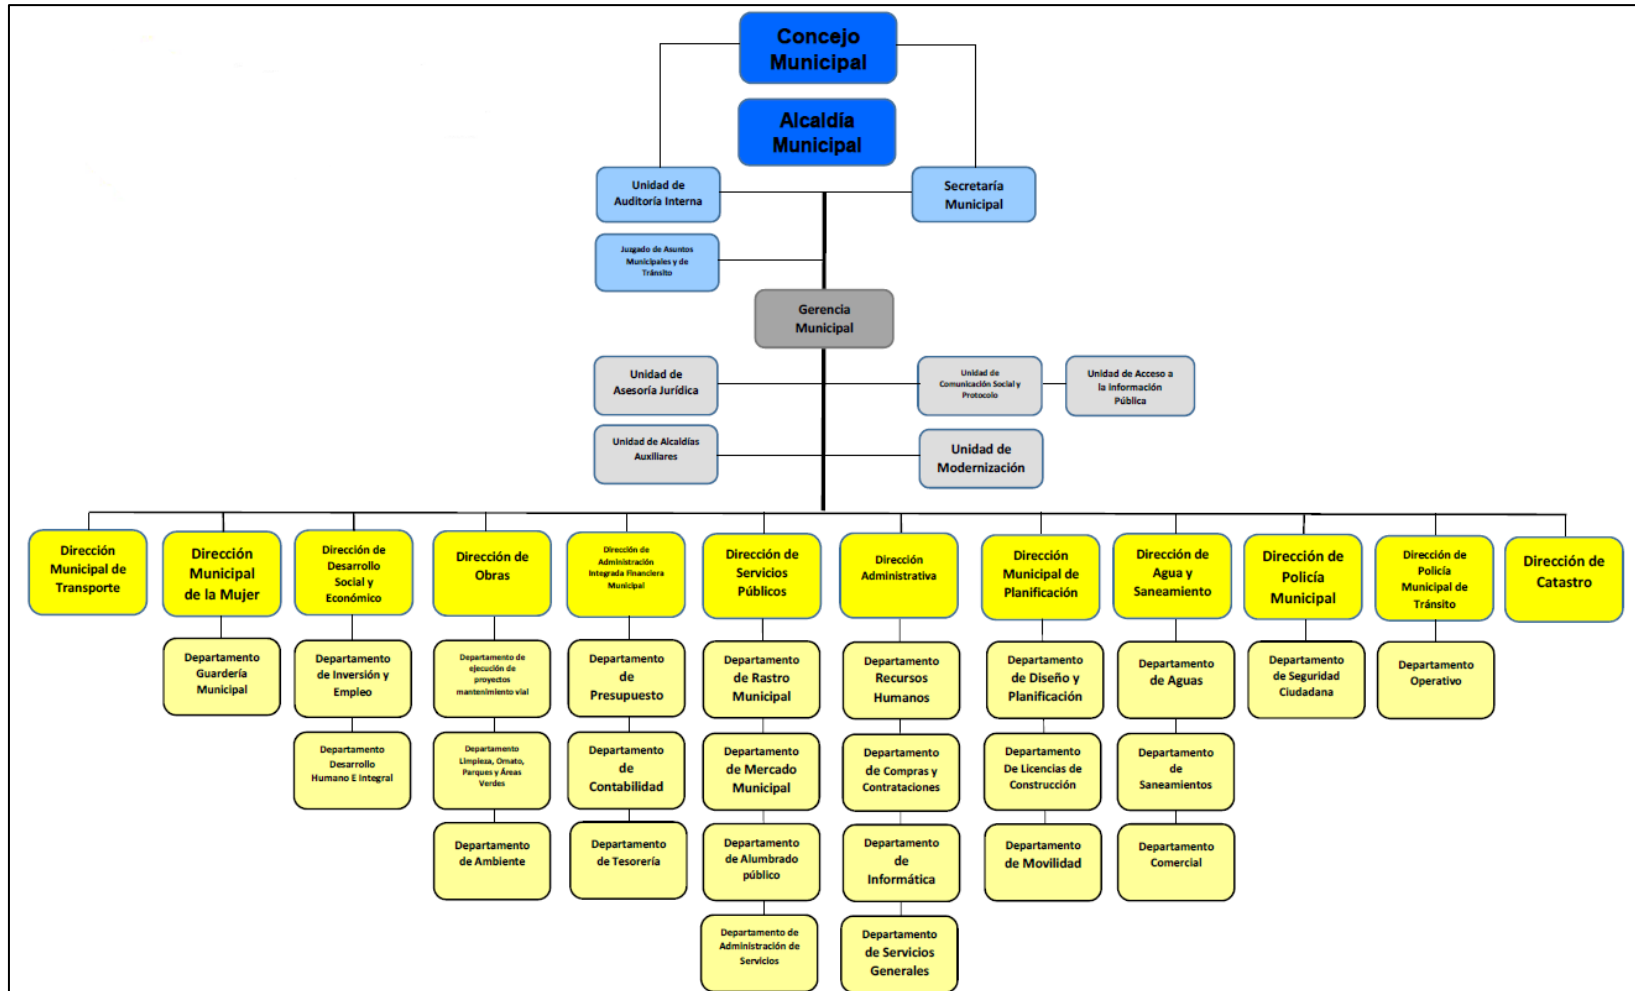 Concejo
Municipal
Alcaldía
Municipal
Unidad de
Auditoría Interna
Secretaría
Municipal
Juzgado de Asuntos
Municipales y de
Tránsito
Gerencia
Municipal
Unidad de
Asesoría Jurídica
Unidad de
Comunicación Social y
Protocolo
Unidad de Acceso a
la Información
Pública
Unidad de Alcaldías
Auxiliares
Unidad de
Modernización
Dirección
Municipal de
Transporte
Dirección
Municipal
de la Mujer
Dirección de
Desarrollo
Social y
Económico
Dirección de
Obras
Dirección de
Administración
Integrada Financiera
Municipal
Dirección de
Servicios
Públicos
Dirección
Administrativa
Dirección
Municipal de
Planificación
Dirección de
Agua y
Saneamiento
Dirección de
Policía
Municipal
Dirección de
Policía
Municipal de
Tránsito
Dirección de
Catastro
Departamento
Guardería
Municipal
Departamento
de Inversión y
Empleo
Departamento de
ejecución de
proyectos
mantenimiento vial
Departamento
de
Presupuesto
Departamento
de Rastro
Municipal
Departamento
Recursos
Humanos
Departamento
de Diseño y
Planificación
Departamento
de Aguas
Departamento
de Seguridad
Ciudadana
Departamento
Operativo
Departamento
Desarrollo
Humano E Integral
Departamento
Limpieza, Ornato,
Parques y Áreas
Verdes
Departamento
de
Contabilidad
Departamento
de Mercado
Municipal
Departamento
de Compras y
Contrataciones
Departamento
De Licencias de
Construcción
Departamento
de
Saneamientos
Departamento
de Ambiente
Departamento
de Tesorería
Departamento
de Alumbrado
público
Departamento
de
Informática
Departamento
de Movilidad
Departamento
Comercial
Departamento de
Administración de
Servicios
Departamento
de Servicios
Generales